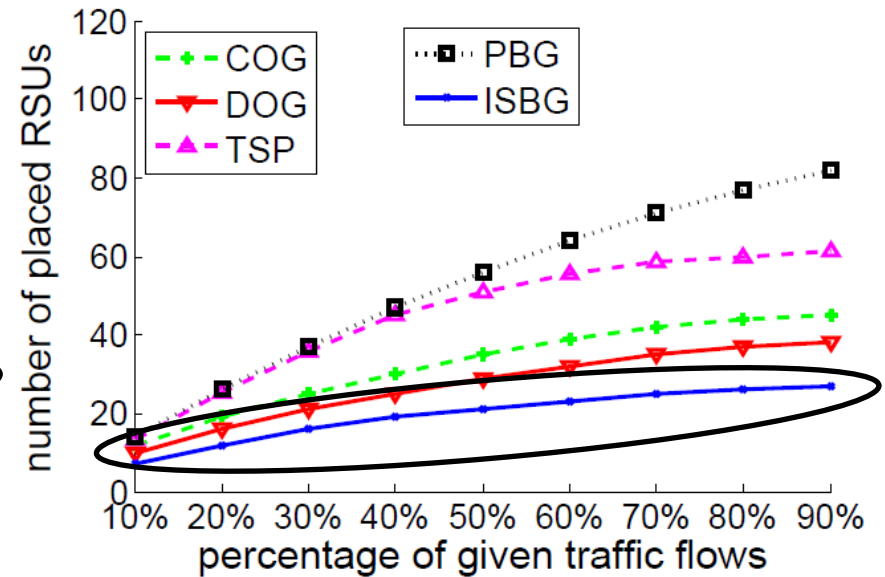 number of placed RSUs
120
100
80
60
40
20
0
COG
DOG
TSP
PBG
ISBG
10% 20% 30% 40% 50% 60% 70% 80% 90%
percentage of given traffic flows